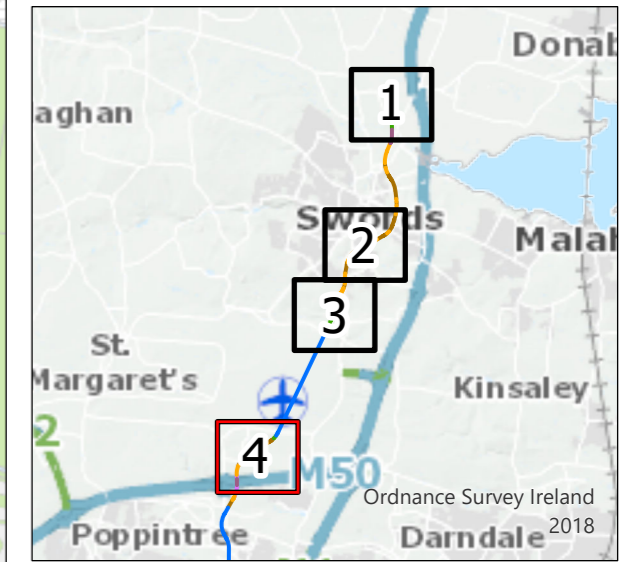 Donab
1
aghan
Swords
2
Malah
3
St.
Margaret's
Kinsaley
2
4
M50
Ordnance Survey Ireland
2018
Poppintree
Darndale